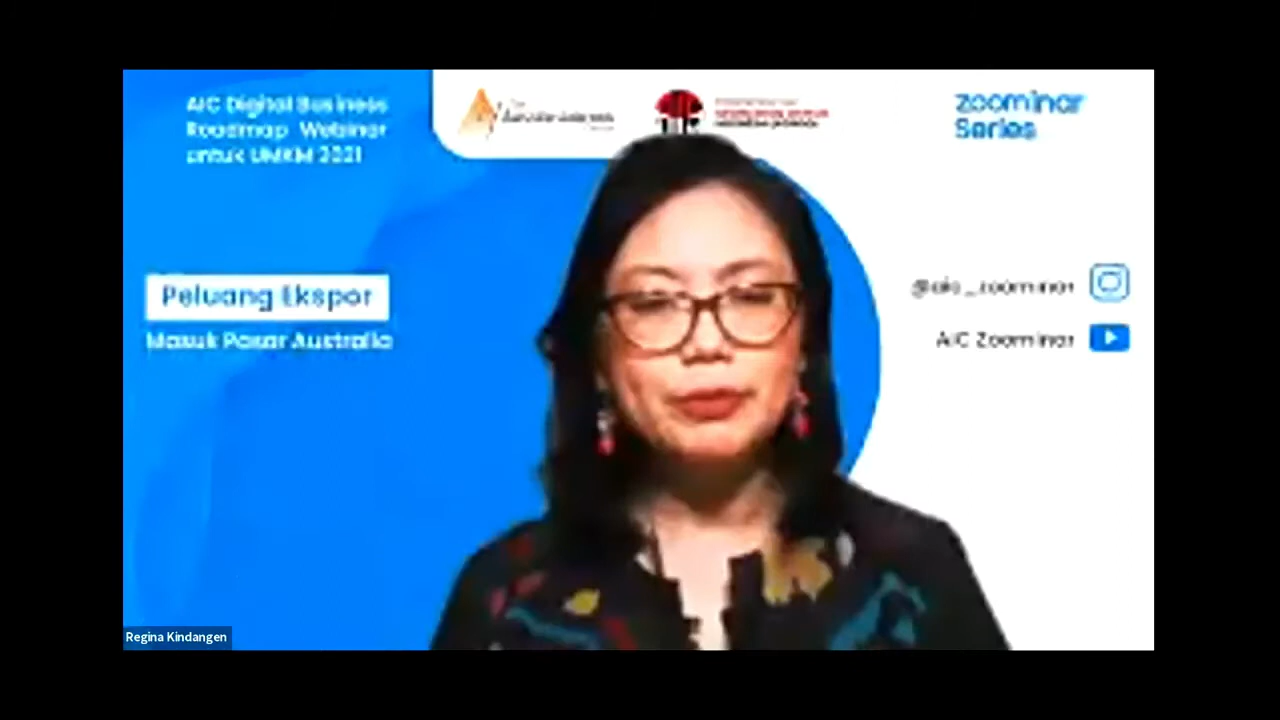 AIC Digital Business
Roadmap Webinar
untuk UMKM 2021
zoominar
Series
Peluang Ekspor
Masuk Pasar Australia
@aic_zoominar
AIC Zoominar
Regina Kindangen